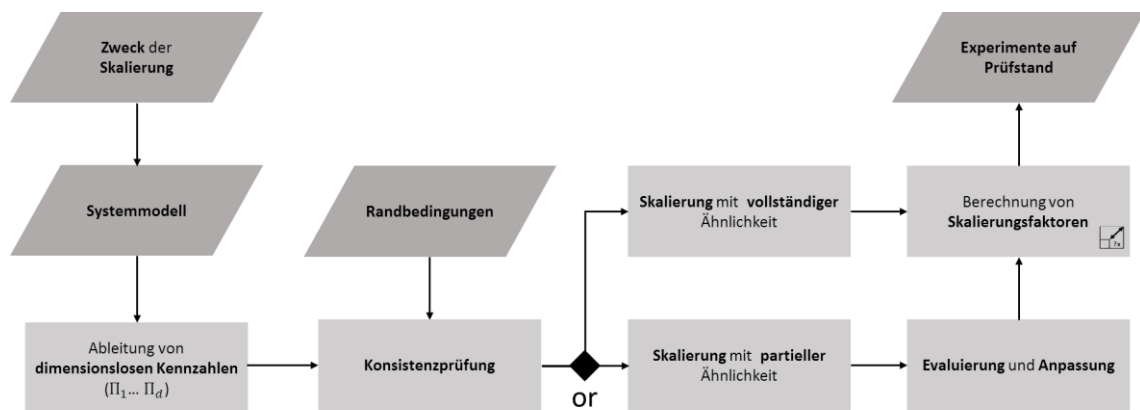 Zweck der
Skalierung
Experimente auf
Prüfstand
Systemmodell
Randbedingungen
Skalierung mit vollständiger
Ähnlichkeit
Berechnung von
Skalierungsfaktoren
Ableitung von
dimensionslosen Kennzahlen
(Π₁... Π_d)
Konsistenzprüfung
or
Skalierung mit partieller
Ähnlichkeit
Evaluierung und Anpassung